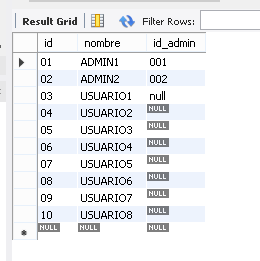 Result Grid Filter Rows:
id nombre id_admin
01 ADMIN1 001
02 ADMIN2 002
03 USUARIO1 null
04 USUARIO2 NULL
05 USUARIO3 NULL
06 USUARIO4 NULL
07 USUARIO5 NULL
08 USUARIO6 NULL
09 USUARIO7 NULL
10 USUARIO8 NULL
NULL NULL NULL